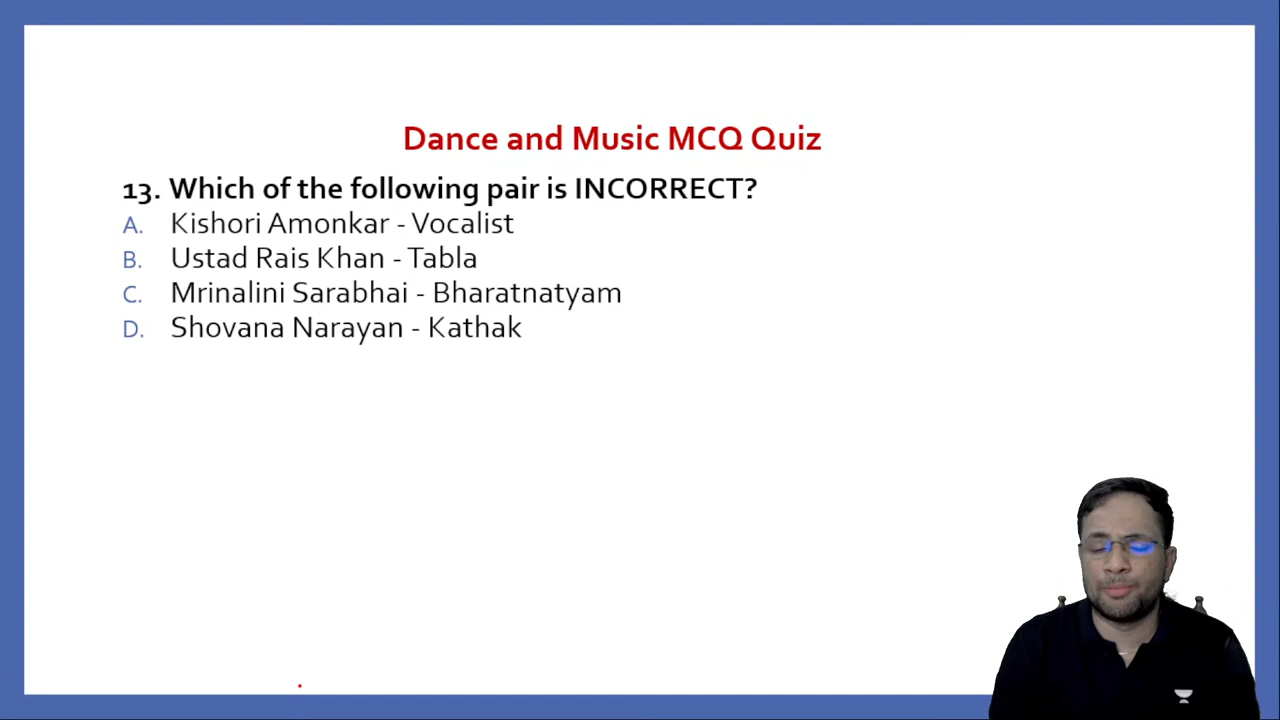 Dance and Music MCQ Quiz
13. Which of the following pair is INCORRECT?
A. Kishori Amonkar - Vocalist
B. Ustad Rais Khan - Tabla
C. Mrinalini Sarabhai - Bharatnatyam
D. Shovana Narayan - Kathak